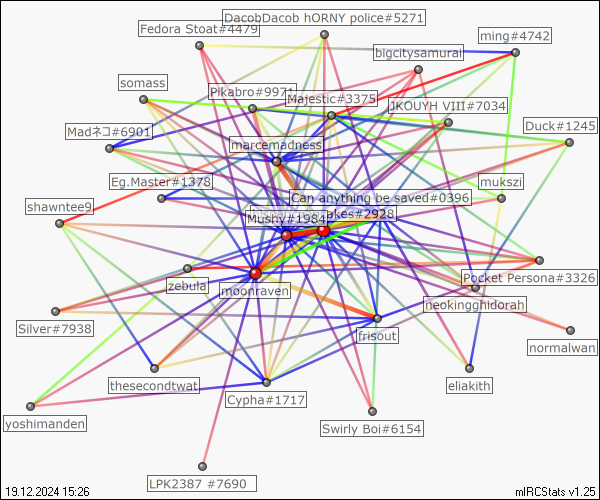 DacobDacob hORNY police#5271
Fedora Stoat#4479
ming#4742
bigcitysamurai
somass
Pikabro#9971
Majestic#3375
JKOUYH VIII#7034
Duck#1245
Madネコ#6901
marcemadness
Eg.Master#1378
mukszi
Can anything be saved#0396
shawntee9
Mushy#1984
akes#2928
Pocket Persona#3326
zebula
moonraven
neokingghidorah
Silver#7938
frisout
normalwan
thesecondtwat
eliakith
Cypha#1717
yoshimanden
Swirly Boi#6154
LPK2387 #7690
19.12.2024 15:26
mIRCStats v1.25